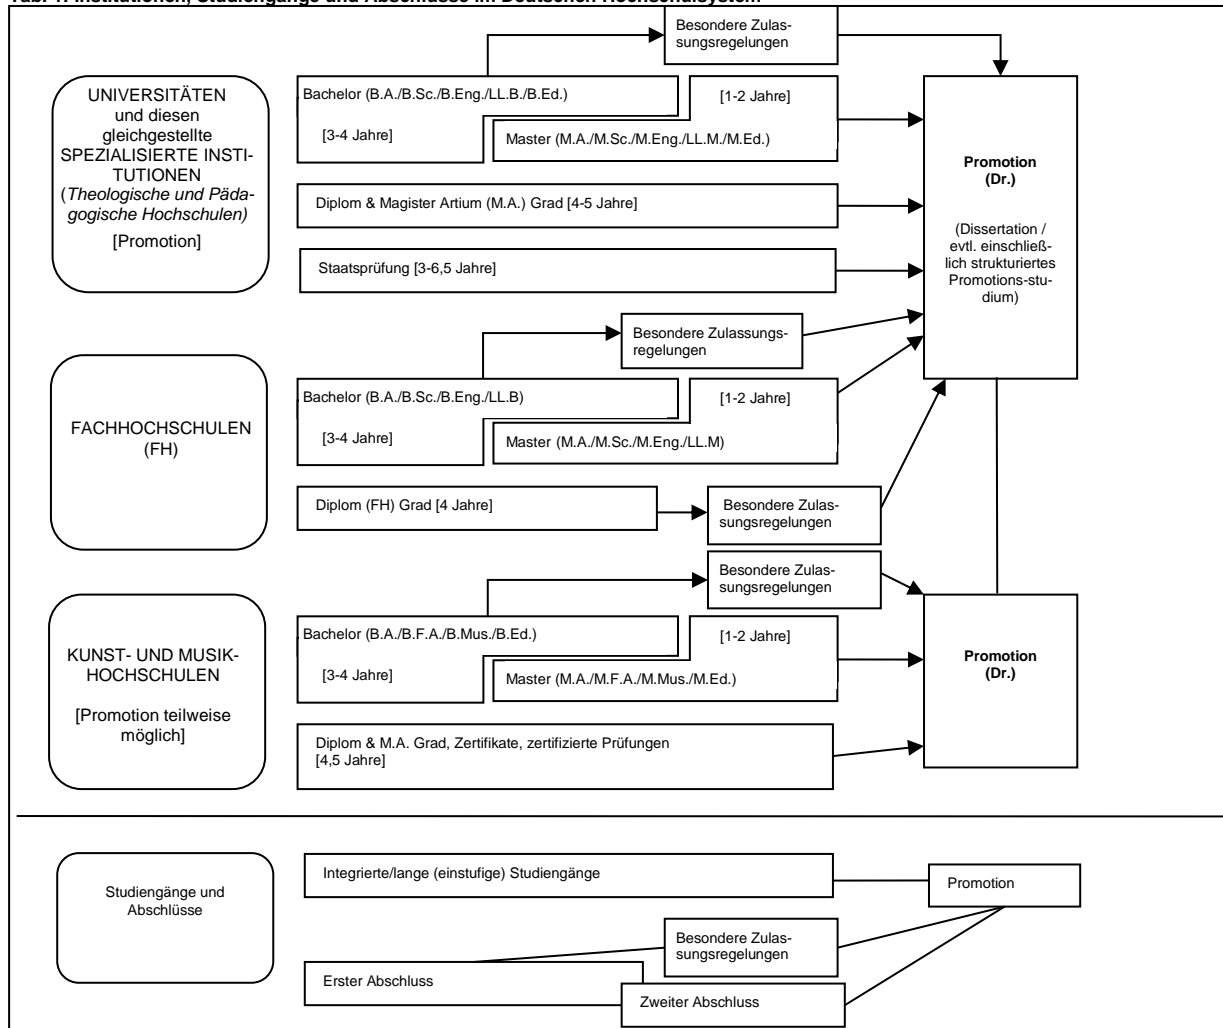 Tab. 1: Institutionen, Studiengänge und Abschlüsse im Deutschen Hochschulsystem
Besondere Zulas-
sungsregelungen
UNIVERSITÄTEN
und diesen
gleichgestellte
SPEZIALISIERTE INSTI-
TUTIONEN
(Theologische und Päda-
gogische Hochschulen)
[Promotion]
Bachelor (B.A./B.Sc./B.Eng./LL.B./B.Ed.)
[3-4 Jahre]
[1-2 Jahre]
Master (M.A./M.Sc./M.Eng./LL.M./M.Ed.)
Diplom & Magister Artium (M.A.) Grad [4-5 Jahre]
Staatsprüfung [3-6,5 Jahre]
Promotion
(Dr.)
(Dissertation /
evtl. einschließ-
lich strukturiertes
Promotions-stu-
dium)
FACHHOCHSCHULEN
(FH)
Besondere Zulassungs-
regelungen
Bachelor (B.A./B.Sc./B.Eng./LL.B)
[3-4 Jahre]
[1-2 Jahre]
Master (M.A./M.Sc./M.Eng./LL.M)
Diplom (FH) Grad [4 Jahre]
Besondere Zulas-
sungsregelungen
KUNST- UND MUSIK-
HOCHSCHULEN
[Promotion teilweise
möglich]
Besondere Zulas-
sungsregelungen
Bachelor (B.A./B.F.A./B.Mus./B.Ed.)
[3-4 Jahre]
[1-2 Jahre]
Master (M.A./M.F.A./M.Mus./M.Ed.)
Diplom & M.A. Grad, Zertifikate, zertifizierte Prüfungen
[4,5 Jahre]
Promotion
(Dr.)
Studiengänge und
Abschlüsse
Integrierte/lange (einstufige) Studiengänge
Promotion
Besondere Zulas-
sungsregelungen
Erster Abschluss
Zweiter Abschluss